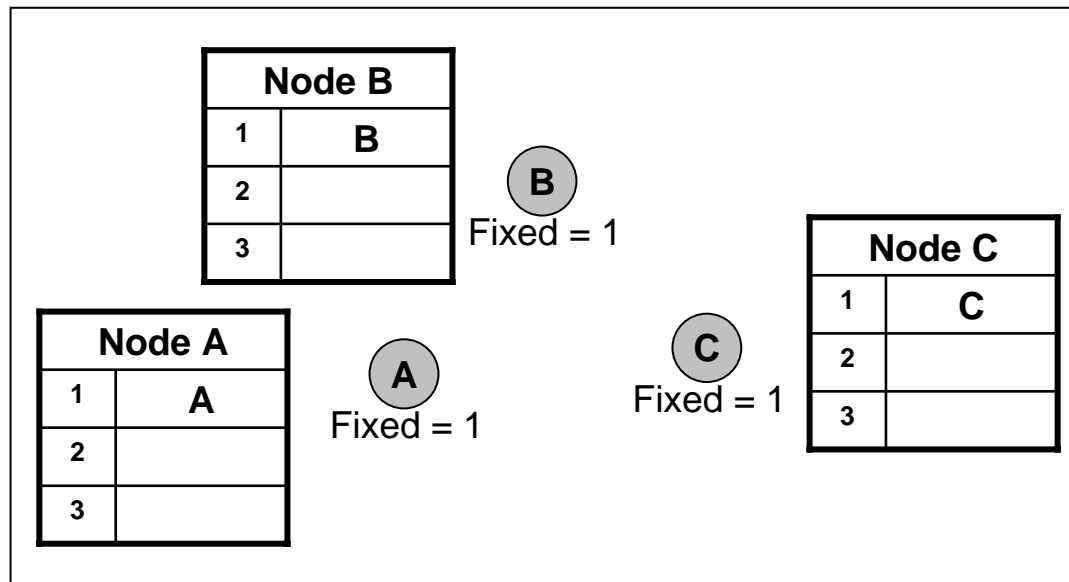 Node B
1 B
2
3
B
Fixed = 1
Node A
1 A
2
3
A
Fixed = 1
C
Fixed = 1
Node C
1 C
2
3